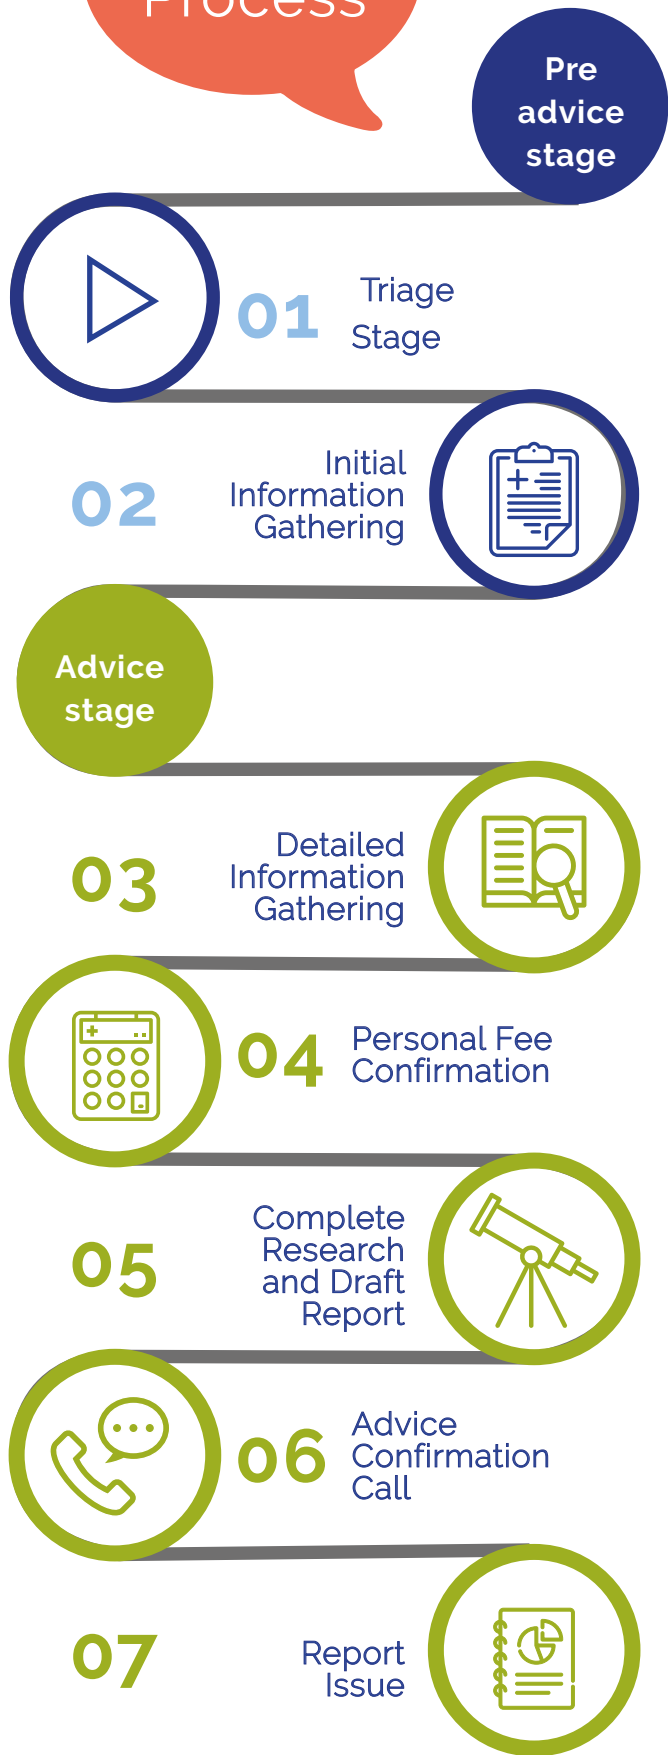 Process
Pre
advice
stage
01
Triage
Stage
02
Initial
Information
Gathering
Advice
stage
03
Detailed
Information
Gathering
04
Personal Fee
Confirmation
05
Complete
Research
and Draft
Report
06
Advice
Confirmation
Call
07
Report
Issue